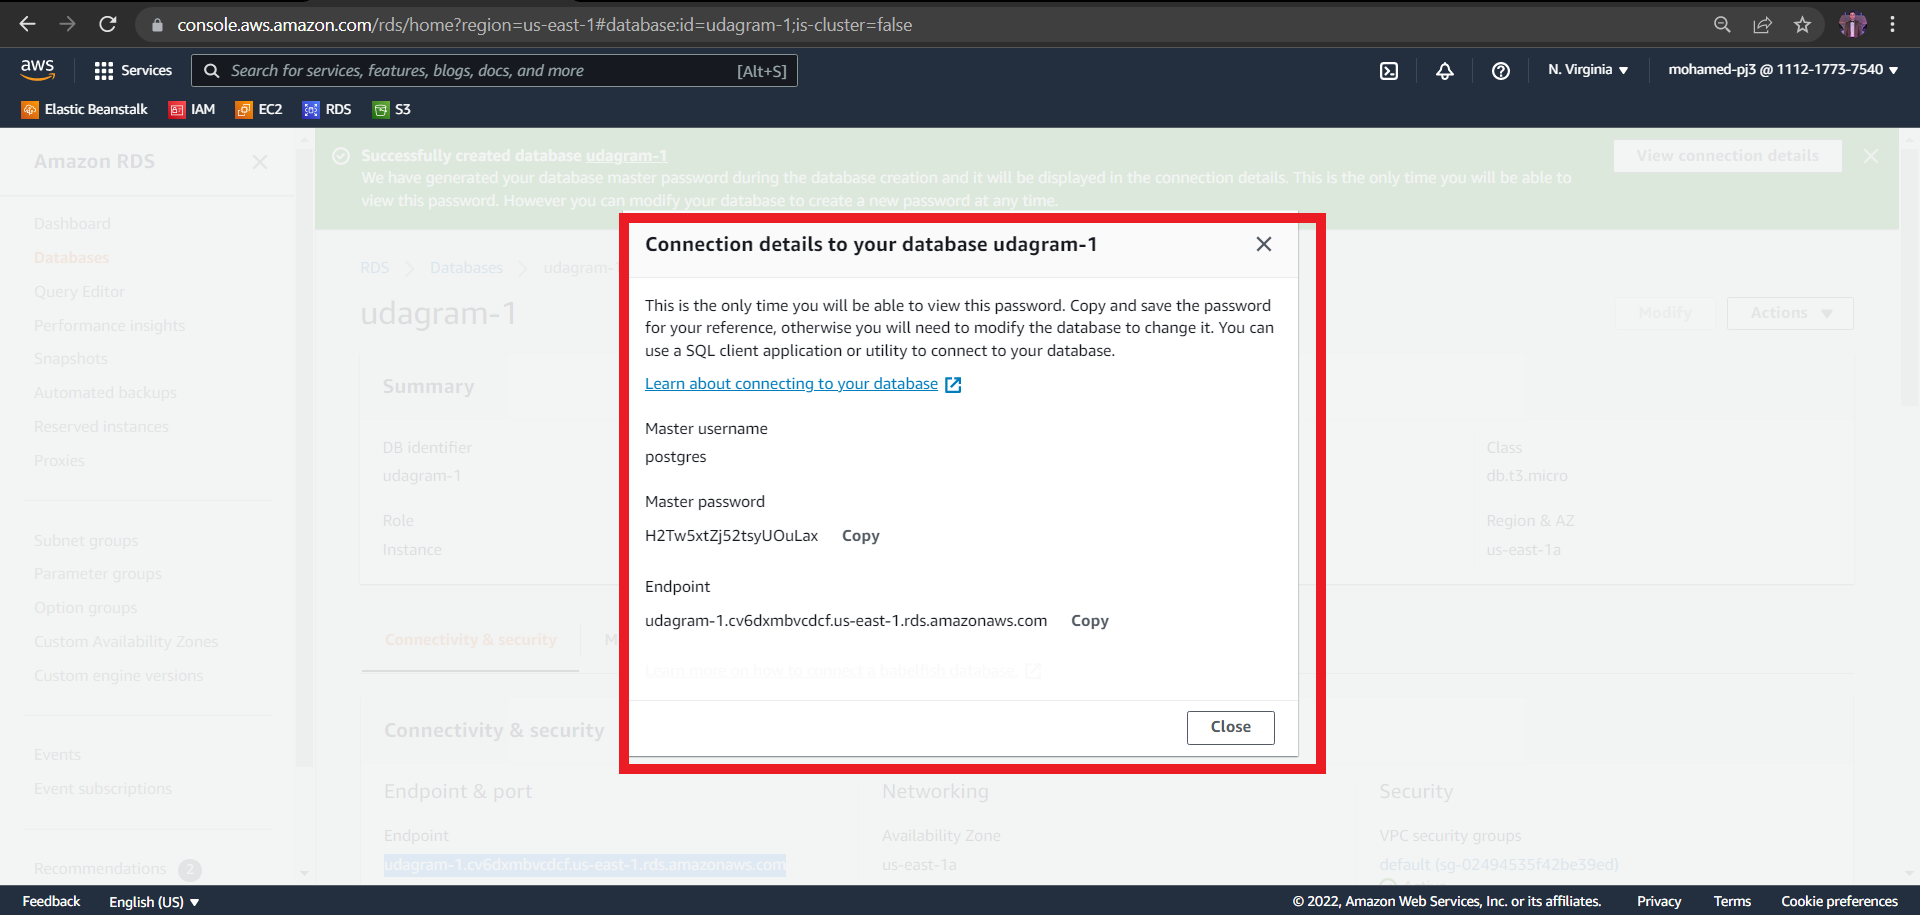 console.aws.amazon.com/rds/home?region=us-east-1#database:id=udagram-1;is-cluster=false
aws
Services
Search for services, features, blogs, docs, and more
[Alt+S]
N. Virginia
mohamed-pj3 @ 1112-1773-7540
Elastic Beanstalk
IAM
EC2
RDS
S3
Amazon RDS
Dashboard
Databases
Query Editor
Performance insights
Snapshots
Automated backups
Reserved instances
Proxies
Subnet groups
Parameter groups
Option groups
Custom Availability Zones
Custom engine versions
Events
Event subscriptions
Recommendations 2
Successfully created database udagram-1
We have generated your database master password during the database creation and it will be displayed in the connection details. This is the only time you will be able to
view this password. However you can modify your database to create a new password at any time.
View connection details
RDS
Databases
udagram-1
udagram-1
Modify
Actions
Summary
DB identifier
udagram-1
Role
Instance
Class
db.t3.micro
Region & AZ
us-east-1a
Connectivity & security
Connection details to your database udagram-1
This is the only time you will be able to view this password. Copy and save the password
for your reference, otherwise you will need to modify the database to change it. You can
use a SQL client application or utility to connect to your database.
Learn about connecting to your database
Master username
postgres
Master password
H2Tw5xtZj52tsyUOuLax
Copy
Endpoint
udagram-1.cv6dxmbvcdcf.us-east-1.rds.amazonaws.com
Copy
Learn more on how to connect a babelfish database.
Close
Connectivity & security
Endpoint & port
Endpoint
udagram-1.cv6dxmbvcdcf.us-east-1.rds.amazonaws.com
Networking
Availability Zone
us-east-1a
Security
VPC security groups
default (sg-02494535f42be39ed)
Feedback
English (US)
© 2022, Amazon Web Services, Inc. or its affiliates.
Privacy
Terms
Cookie preferences